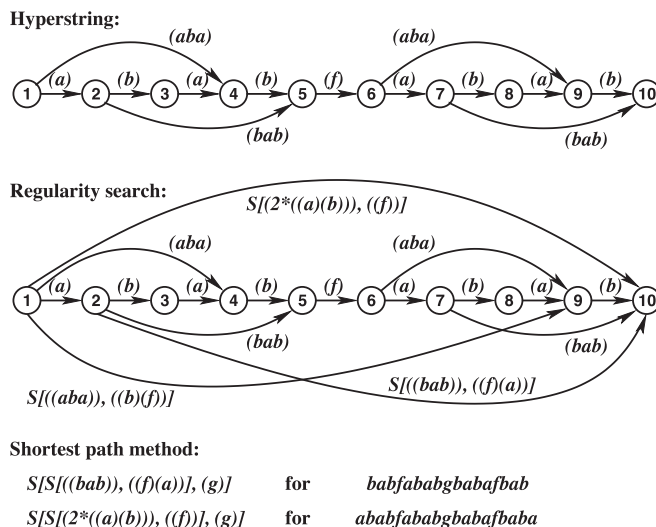 Hyperstring:
(aba) (aba)
(a) (b) (a) (b) (f) (a) (b) (a) (b)
1 2 3 4 5 6 7 8 9 10
(bab) (bab)
Regularity search:
S[(2*((a)(b))), ((f))]
(aba) (aba)
(a) (b) (a) (b) (f) (a) (b) (a) (b)
1 2 3 4 5 6 7 8 9 10
(bab) (bab)
S[((aba)), ((b)(f))] S[((bab)), ((f)(a))]
Shortest path method:
S[S[((bab)), ((f)(a))], (g)] for babfababgbabafbab
S[S[(2*((a)(b))), ((f))], (g)] for ababfababgbabafbaba